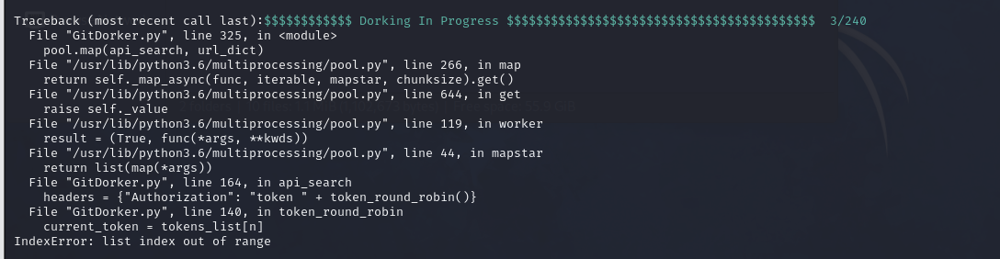 Traceback (most recent call last):$$$$$$$$$$$$ Dorking In Progress $$$$$$$$$$$$$$$$$$$$$$$$$$$$$$$$$$$$$$$$$$  3/240
  File "GitDorker.py", line 325, in <module>
    pool.map(api_search, url_dict)
  File "/usr/lib/python3.6/multiprocessing/pool.py", line 266, in map
    return self._map_async(func, iterable, mapstar, chunksize).get()
  File "/usr/lib/python3.6/multiprocessing/pool.py", line 644, in get
    raise self._value
  File "/usr/lib/python3.6/multiprocessing/pool.py", line 119, in worker
    result = (True, func(*args, **kwds))
  File "/usr/lib/python3.6/multiprocessing/pool.py", line 44, in mapstar
    return list(map(*args))
  File "GitDorker.py", line 164, in api_search
    headers = {"Authorization": "token " + token_round_robin()}
  File "GitDorker.py", line 140, in token_round_robin
    current_token = tokens_list[n]
IndexError: list index out of range